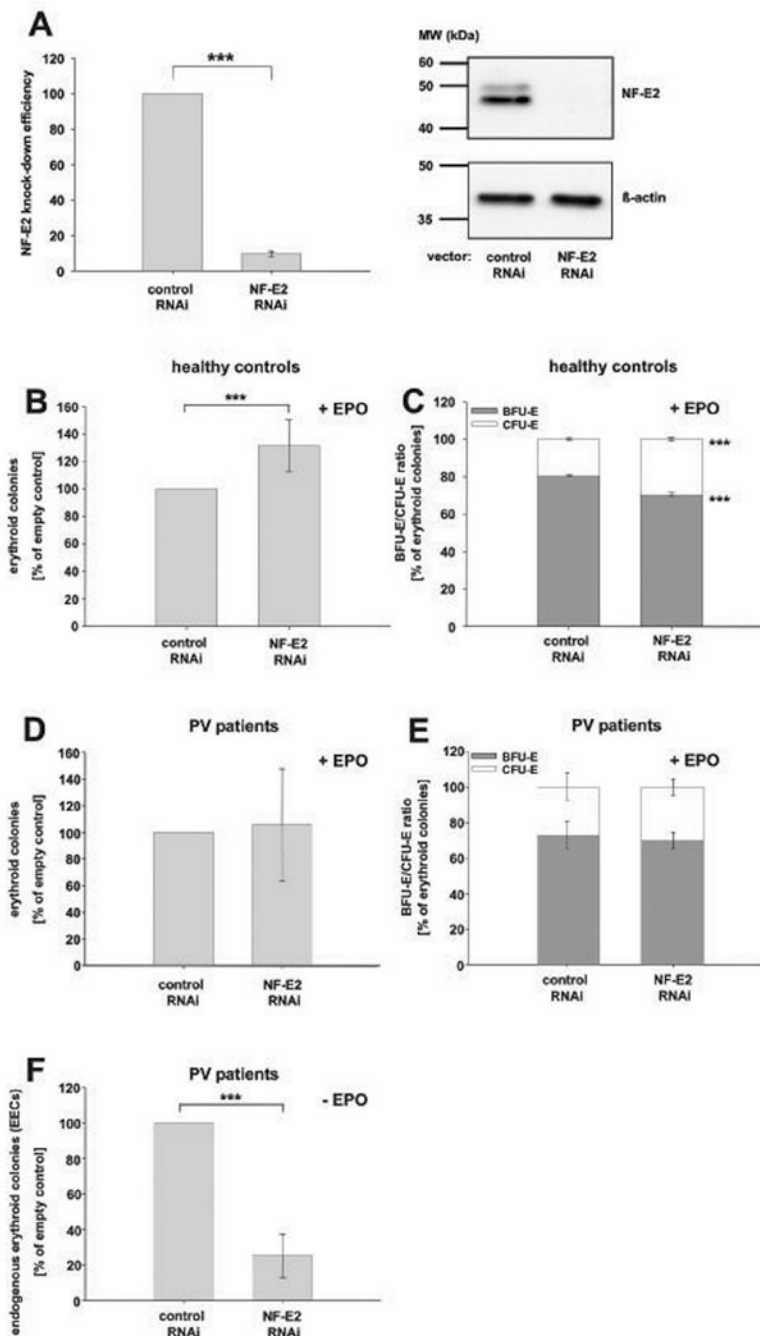 A
NF-E2 knock-down efficiency
120
100
80
60
40
20
0
***
control
RNAi
NF-E2
RNAi
MW (kDa)
60
50
40
NF-E2
50
35
ß-actin
vector:
control
RNAi
NF-E2
RNAi
healthy controls
B
+ EPO
erythroid colonies
[% of empty control]
160
140
120
100
80
60
40
20
0
***
control
RNAi
NF-E2
RNAi
healthy controls
C
+ EPO
BFU-E
CFU-E
BFU-E/CFU-E ratio
[% of erythroid colonies]
120
100
80
60
40
20
0
***
***
control
RNAi
NF-E2
RNAi
PV patients
D
+ EPO
erythroid colonies
[% of empty control]
160
140
120
100
80
60
40
20
0
control
RNAi
NF-E2
RNAi
PV patients
E
+ EPO
BFU-E
CFU-E
BFU-E/CFU-E ratio
[% of erythroid colonies]
120
100
80
60
40
20
0
control
RNAi
NF-E2
RNAi
F
PV patients
- EPO
endogenous erythroid colonies (EECs)
[% of empty control]
120
100
80
60
40
20
0
***
control
RNAi
NF-E2
RNAi